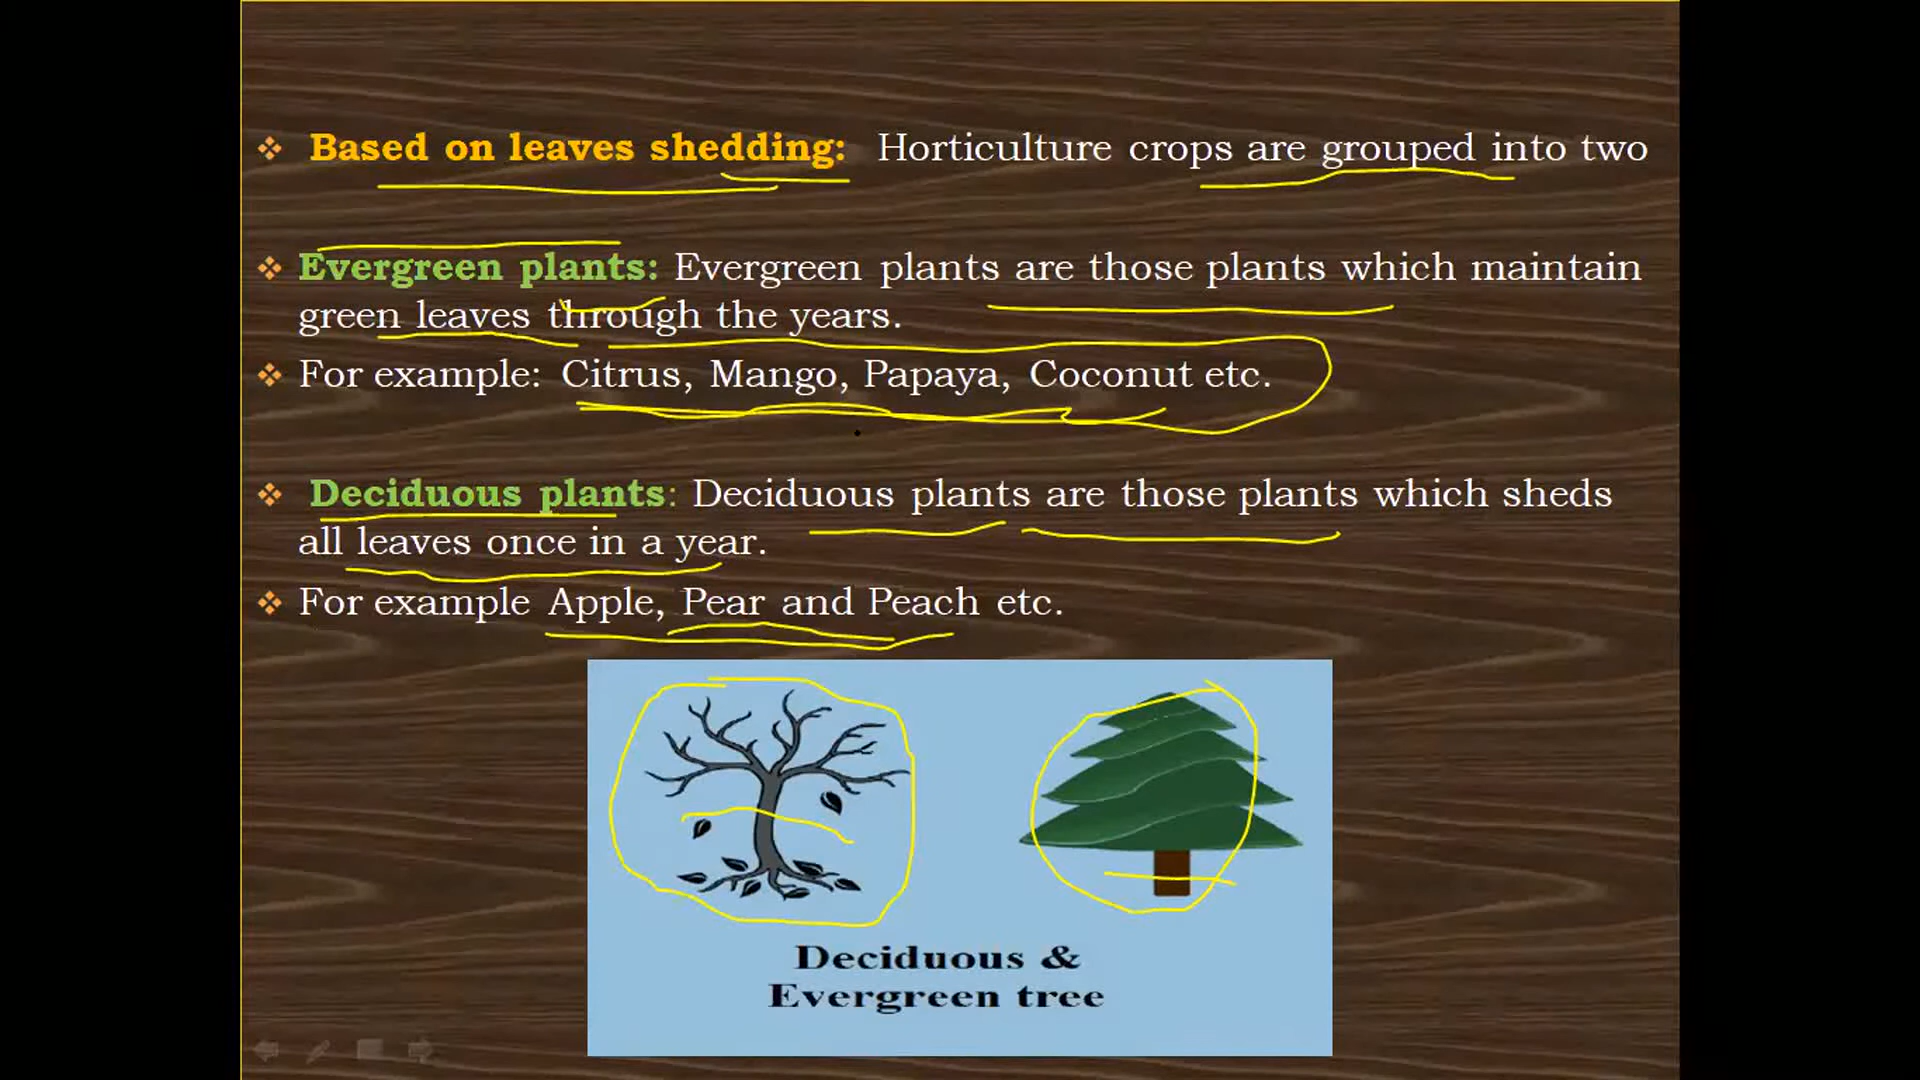 Based on leaves shedding: Horticulture crops are grouped into two
Evergreen plants: Evergreen plants are those plants which maintain
green leaves through the years.
For example: Citrus, Mango, Papaya, Coconut etc.
Deciduous plants: Deciduous plants are those plants which sheds
all leaves once in a year.
For example Apple, Pear and Peach etc.
Deciduous &
Evergreen tree